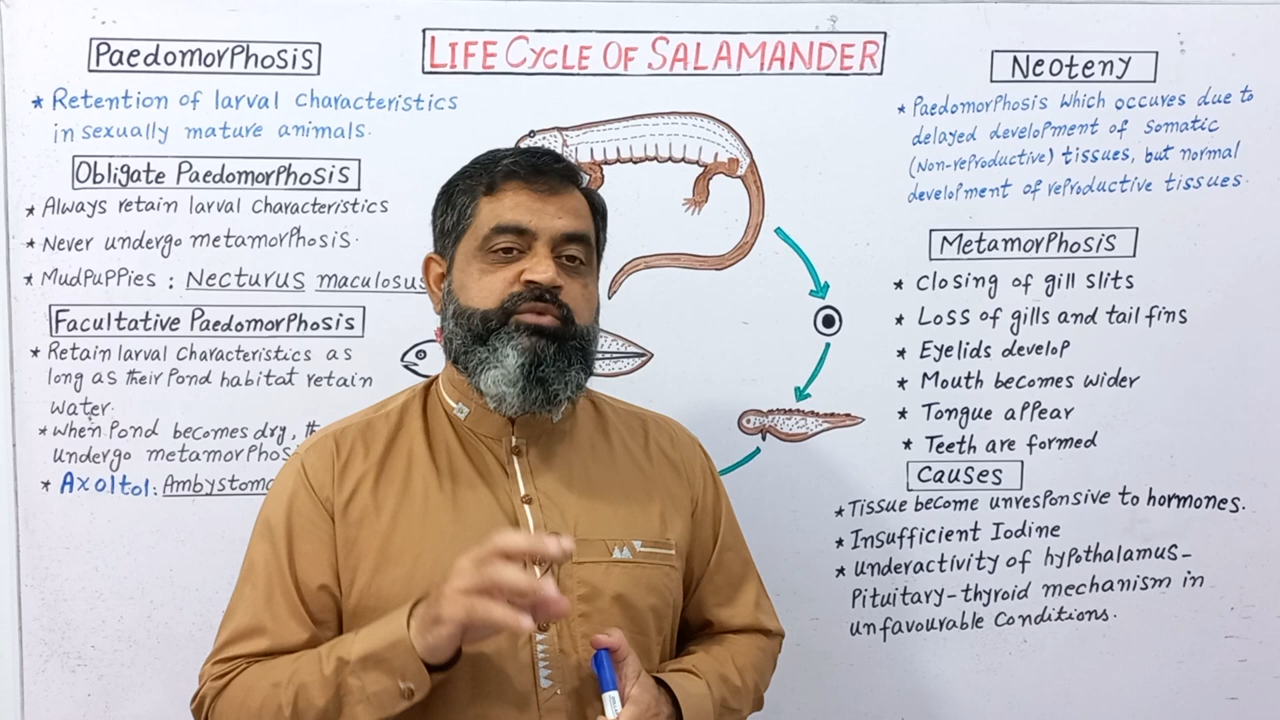 LIFE CYCLE OF SALAMANDER
PaedomorPhosis
* Retention of larval characteristics
in sexually mature animals.
Obligate PaedomorPhosis
* Always retain larval characteristics
* Never undergo metamorphosis.
* MudpuPPies : Necturus maculosus
Facultative PaedomorPhosis
* Retain larval characteristics as
long as their Pond habitat retain
water.
* when Pond becomes dry,
undergo metamorphos
* Axoltol: Ambystoma
Neoteny
* PaedomorPhosis which occures due to
delayed development of somatic
(Non-reproductive) tissues, but normal
development of reproductive tissues.
Metamorphosis
* Closing of gill slits
* Loss of gills and tail fins
* Eyelids develop
* Mouth becomes wider
* Tongue appear
* Teeth are formed
Causes
* Tissue become unresponsive to hormones.
* Insufficient Iodine
* underactivity of hypothalamus-
Pituitary-thyroid mechanism in
unfavourable conditions.